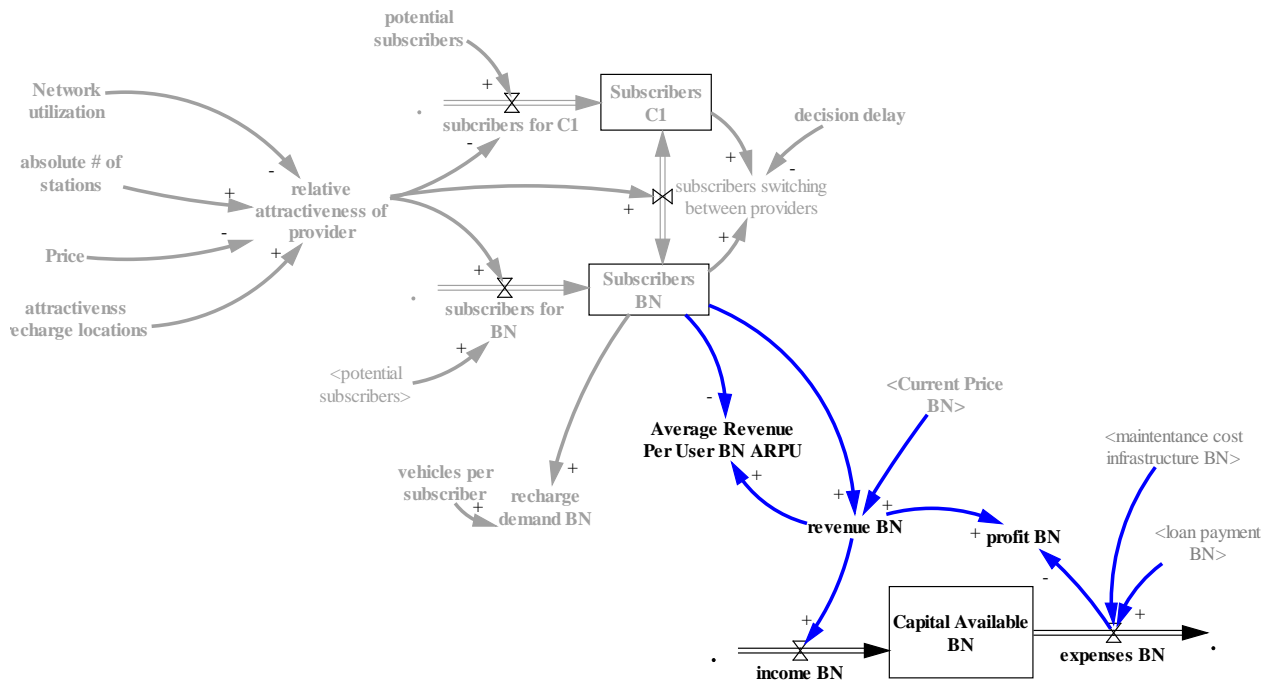 potential
subscribers
Network
utilization
Subscribers
C1
subcribers for C1
decision delay
absolute # of
stations
relative
attractiveness of
provider
subscribers switching
between providers
Price
Subscribers
BN
subscribers for
BN
attractivenss
recharge locations
<potential
subscribers>
<Current Price
BN>
Average Revenue
Per User BN ARPU
<maintentance cost
infrastructure BN>
vehicles per
subscriber
recharge
demand BN
revenue BN
profit BN
<loan payment
BN>
Capital Available
BN
income BN
expenses BN